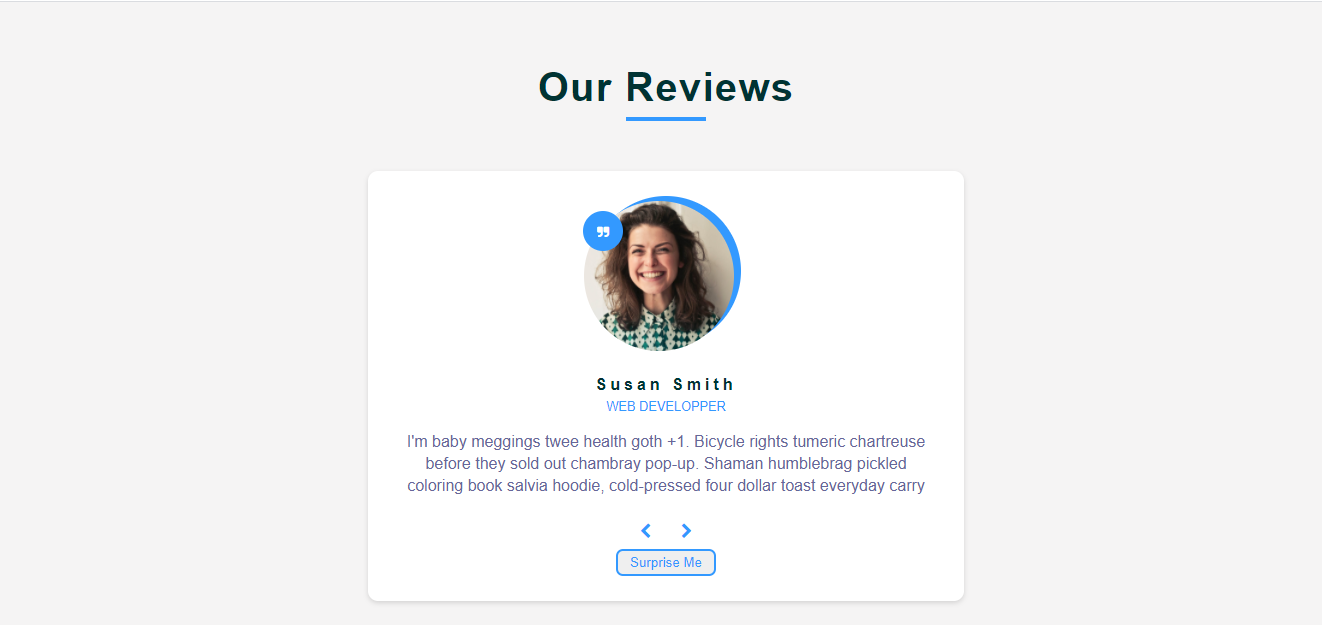 Our Reviews
❞
Susan Smith
WEB DEVELOPPER
I'm baby meggings twee health goth +1. Bicycle rights tumeric chartreuse
before they sold out chambray pop-up. Shaman humblebrag pickled
coloring book salvia hoodie, cold-pressed four dollar toast everyday carry
Surprise Me